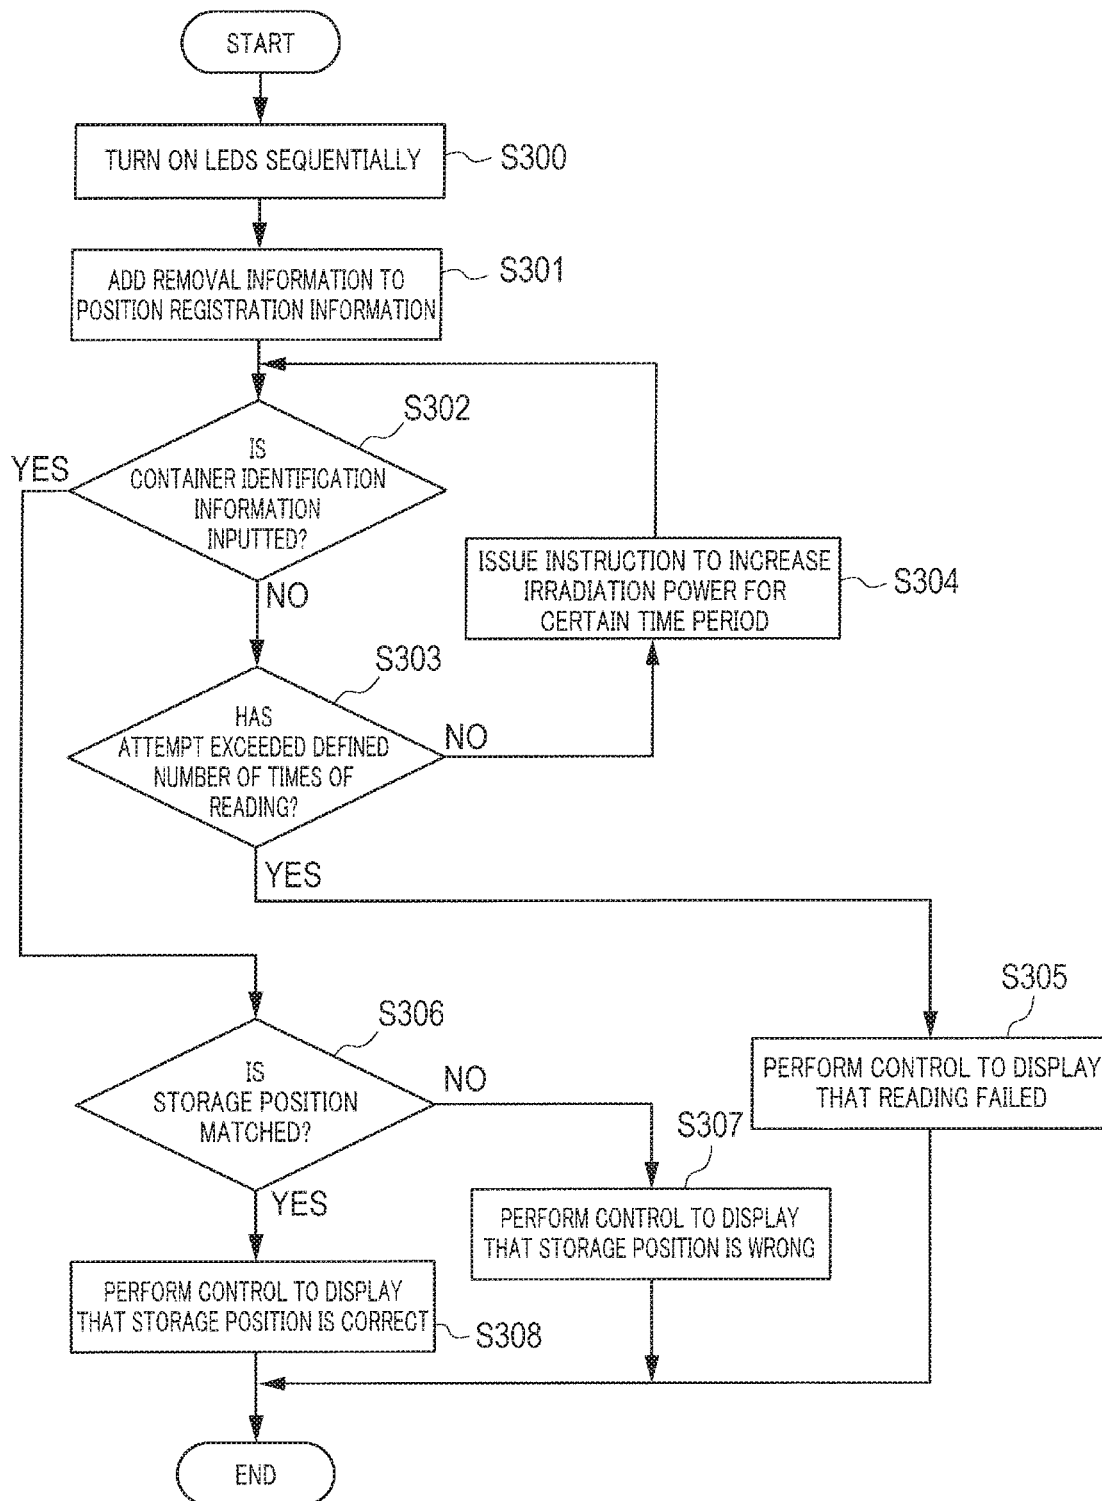 START
TURN ON LEDS SEQUENTIALLY
S300
ADD REMOVAL INFORMATION TO
POSITION REGISTRATION INFORMATION
S301
S302
IS
CONTAINER IDENTIFICATION
INFORMATION
INPUTTED?
YES
NO
ISSUE INSTRUCTION TO INCREASE
IRRADIATION POWER FOR
CERTAIN TIME PERIOD
S304
S303
HAS
ATTEMPT EXCEEDED DEFINED
NUMBER OF TIMES OF
READING?
NO
YES
S305
PERFORM CONTROL TO DISPLAY
THAT READING FAILED
S306
IS
STORAGE POSITION
MATCHED?
NO
YES
S307
PERFORM CONTROL TO DISPLAY
THAT STORAGE POSITION IS WRONG
PERFORM CONTROL TO DISPLAY
THAT STORAGE POSITION IS CORRECT
S308
END